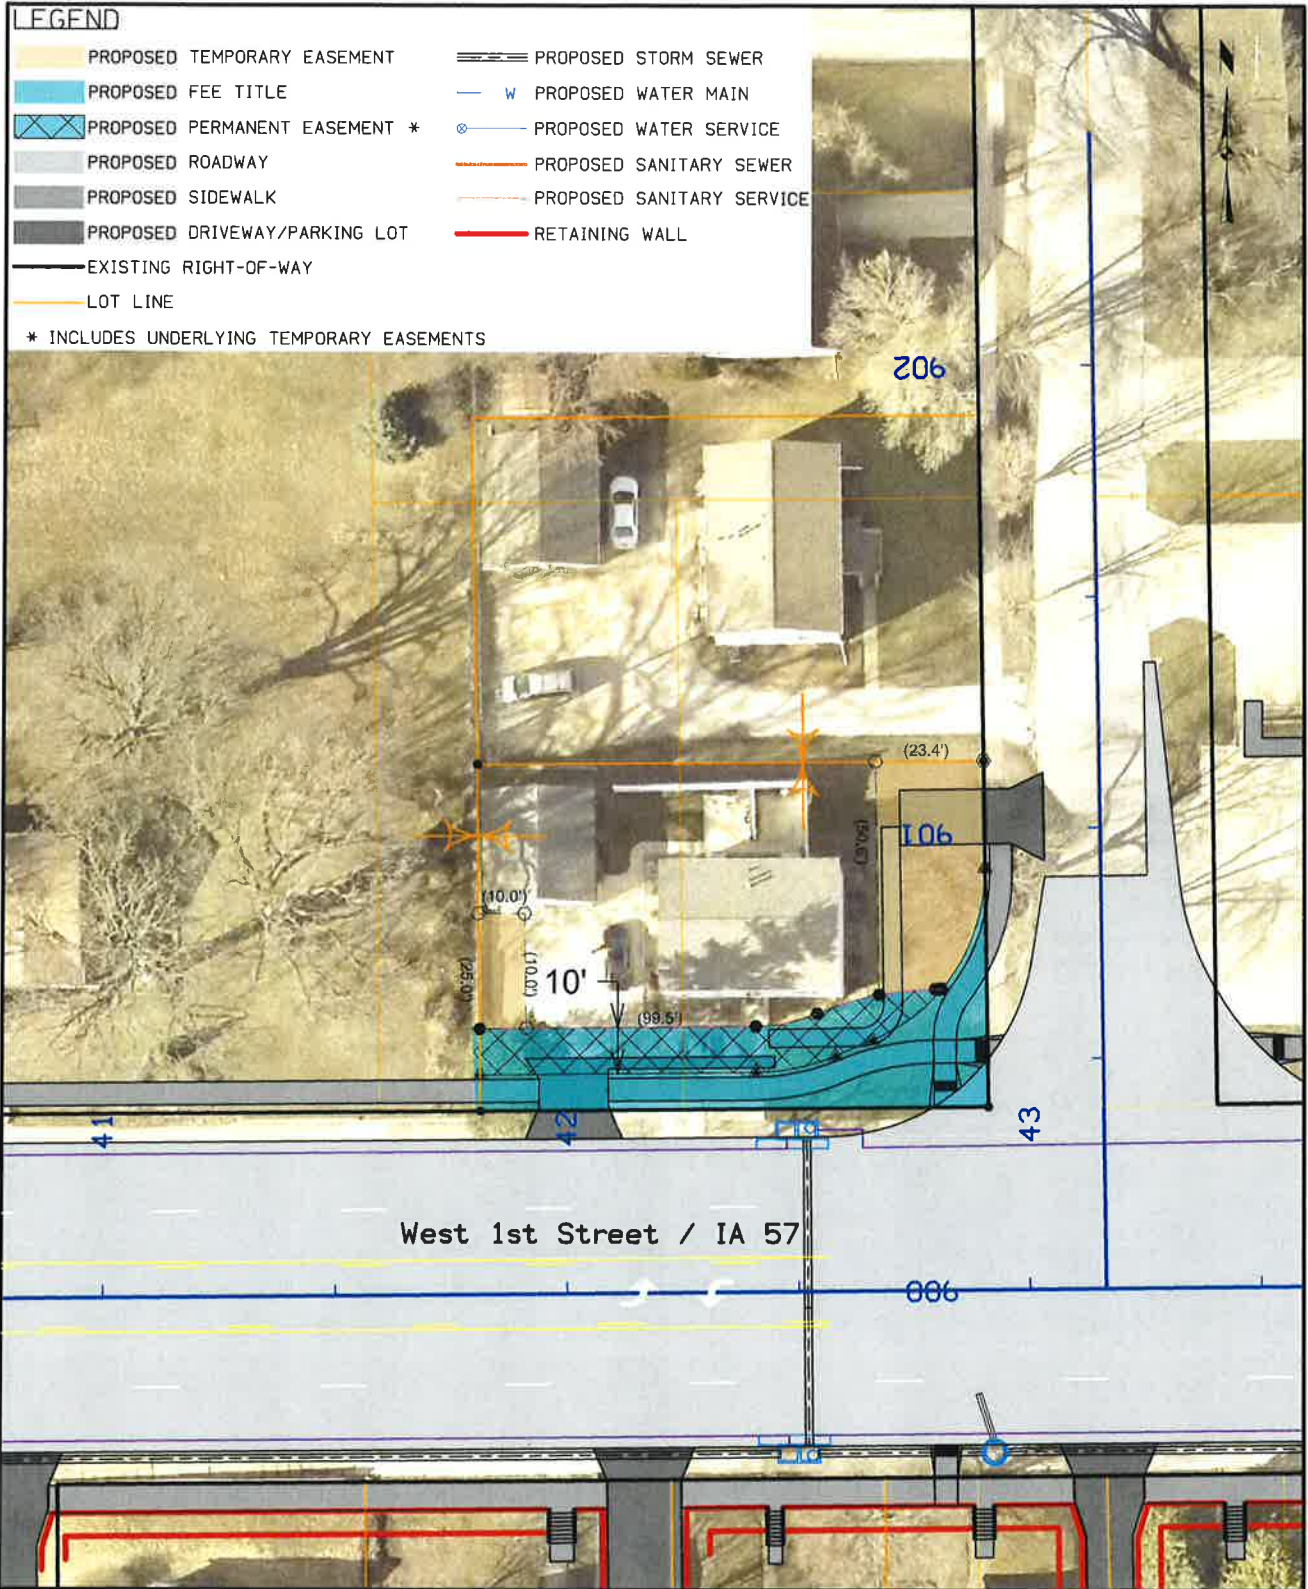 LEGEND
PROPOSED TEMPORARY EASEMENT
PROPOSED FEE TITLE
PROPOSED PERMANENT EASEMENT *
PROPOSED ROADWAY
PROPOSED SIDEWALK
PROPOSED DRIVEWAY/PARKING LOT
EXISTING RIGHT-OF-WAY
LOT LINE
* INCLUDES UNDERLYING TEMPORARY EASEMENTS
PROPOSED STORM SEWER
W PROPOSED WATER MAIN
PROPOSED WATER SERVICE
PROPOSED SANITARY SEWER
PROPOSED SANITARY SERVICE
RETAINING WALL
N
902
(23.4')
901
(10.0')
(25.0')
(10.0')
10'
(99.5')
41
42
43
West 1st Street / IA 57
900